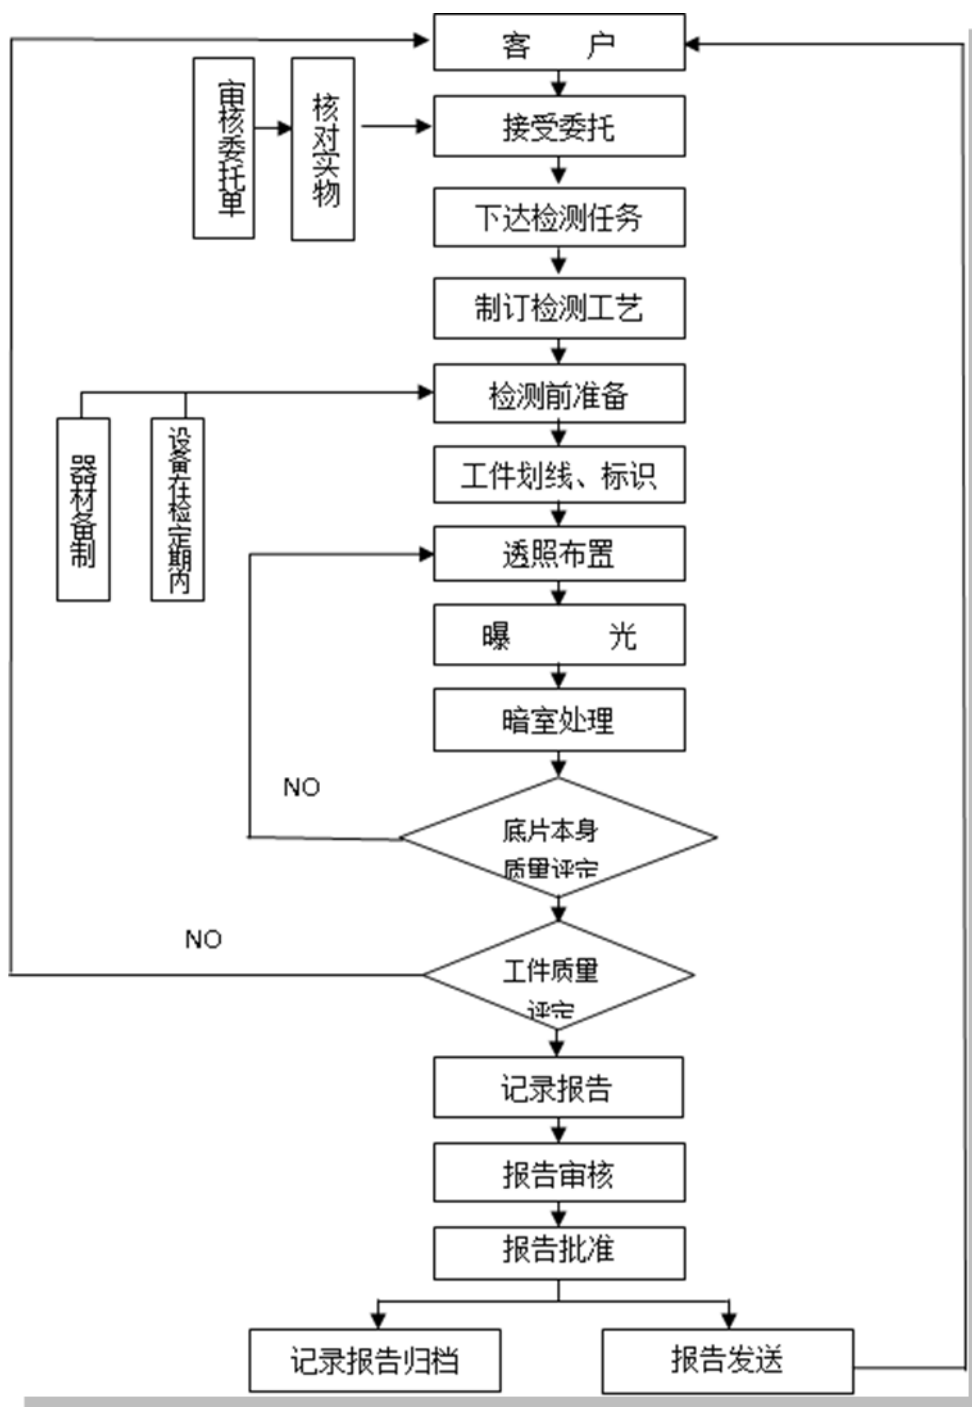 客 户
审核委托单
核对实物
接受委托
下达检测任务
制订检测工艺
检测前准备
器材备制
设备在检定期内
工件划线、标识
透照布置
曝 光
暗室处理
NO
底片本身
质量评定
NO
工件质量
评定
记录报告
报告审核
报告批准
记录报告归档
报告发送